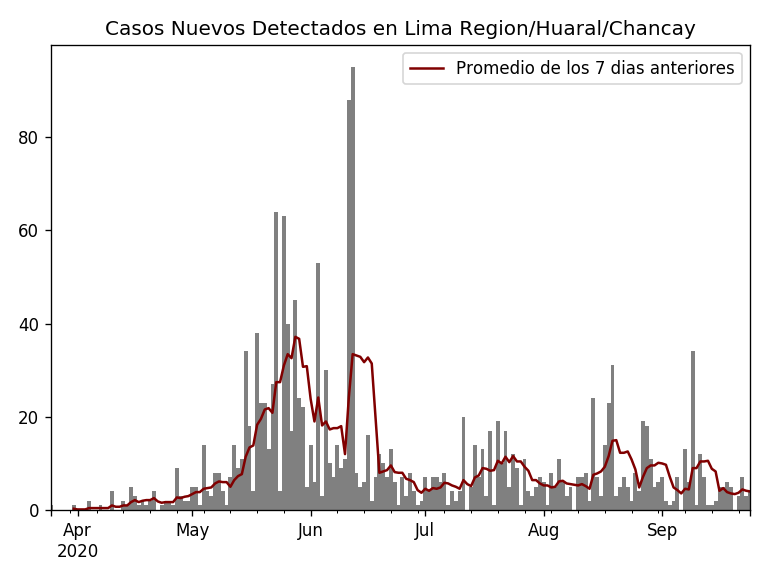 Casos Nuevos Detectados en Lima Region/Huaral/Chancay
Promedio de los 7 dias anteriores
80
60
40
20
0
Apr May Jun Jul Aug Sep
2020